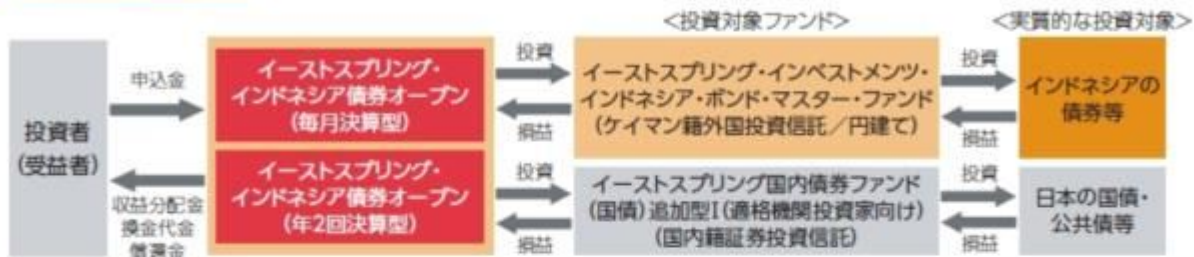 <投資対象ファンド>
<実質的な投資対象>
投資者
(受益者)
申込金
収益分配金
換金代金
償還金
イーストスプリング・
インドネシア債券オープン
(毎月決算型)
イーストスプリング・
インドネシア債券オープン
(年2回決算型)
投資
損益
投資
損益
イーストスプリング・インベストメンツ・
インドネシア・ボンド・マスター・ファンド
(ケイマン籍外国投資信託/円建て)
イーストスプリング国内債券ファンド
(国債)追加型I(適格機関投資家向け)
(国内籍証券投資信託)
投資
損益
投資
損益
インドネシアの
債券等
日本の国債・
公共債等